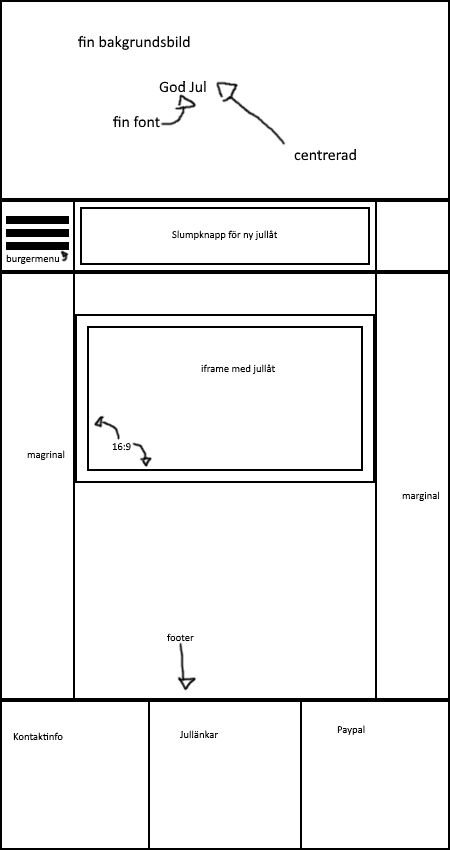 fin bakgrundsbild
God Jul
fin font
centrerad
Slumpknapp för ny jullåt
burgermenu
iframe med jullåt
16:9
magrinal
marginal
footer
Kontaktinfo
Jullänkar
Paypal